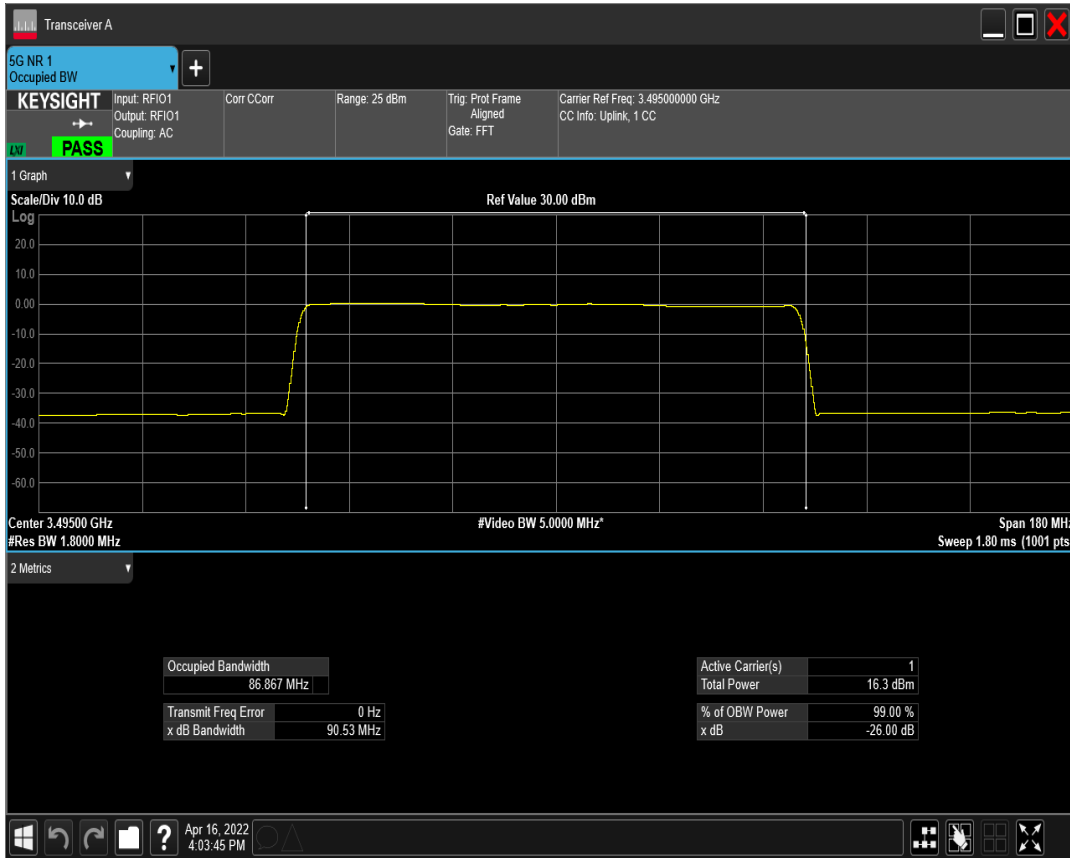 Transceiver A
5G NR 1
Occupied BW
KEYSIGHT
Input: RFIO1
Output: RFIO1
Coupling: AC
Corr CCorr
Range: 25 dBm
Trig: Prot Frame
Aligned
Gate: FFT
Carrier Ref Freq: 3.495000000 GHz
CC Info: Uplink, 1 CC
LXI
PASS
1 Graph
Scale/Div 10.0 dB
Ref Value 30.00 dBm
Log
20.0
10.0
0.00
-10.0
-20.0
-30.0
-40.0
-50.0
-60.0
Center 3.49500 GHz
#Video BW 5.0000 MHz*
Span 180 MHz
#Res BW 1.8000 MHz
Sweep 1.80 ms (1001 pts
2 Metrics
Occupied Bandwidth
86.867 MHz
Transmit Freq Error 0 Hz
x dB Bandwidth 90.53 MHz
Active Carrier(s) 1
Total Power 16.3 dBm
% of OBW Power 99.00 %
x dB -26.00 dB
?
Apr 16, 2022
4:03:45 PM